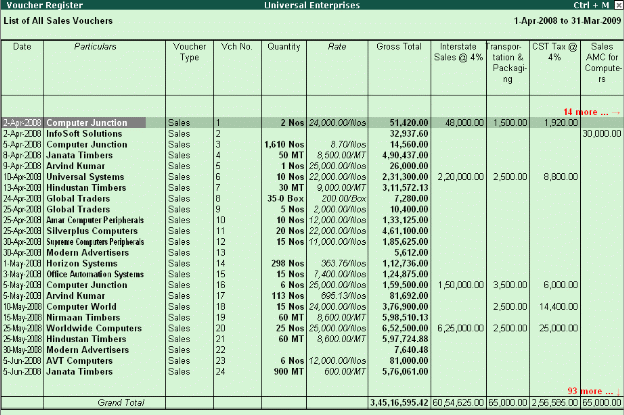 Voucher Register Universal Enterprises Ctrl + M
List of All Sales Vouchers 1-Apr-2008 to 31-Mar-2009
Date Particulars Voucher Type Vch No. Quantity Rate Gross Total Interstate Sales @ 4% Transpor-tation & Packagi-ng CST Tax @ 4% Sales AMC for Compute-rs
14 more ... →
2-Apr-2008 Computer Junction Sales 1 2 Nos 24,000.00/Nos 51,420.00 48,000.00 1,500.00 1,920.00
2-Apr-2008 InfoSoft Solutions Sales 2 32,937.60 30,000.00
5-Apr-2008 Computer Junction Sales 3 1,610 Nos 8.70/Nos 14,560.00
8-Apr-2008 Janata Timbers Sales 4 50 MT 8,500.00/MT 4,90,437.00
9-Apr-2008 Arvind Kumar Sales 5 1 Nos 25,000.00/Nos 26,000.00
10-Apr-2008 Universal Systems Sales 6 10 Nos 22,000.00/Nos 2,31,300.00 2,20,000.00 2,500.00 8,800.00
13-Apr-2008 Hindustan Timbers Sales 7 30 MT 9,000.00/MT 3,11,572.13
24-Apr-2008 Global Traders Sales 8 35-0 Box 200.00/Box 7,280.00
25-Apr-2008 Global Traders Sales 9 5 Nos 2,000.00/Nos 10,400.00
25-Apr-2008 Amar Computer Peripherals Sales 10 10 Nos 12,000.00/Nos 1,33,125.00
25-Apr-2008 Silverplus Computers Sales 11 20 Nos 22,000.00/Nos 4,61,100.00
30-Apr-2008 Supreme Computers Peripherals Sales 12 15 Nos 11,000.00/Nos 1,85,625.00
30-Apr-2008 Modern Advertisers Sales 13 5,612.00
1-May-2008 Horizon Systems Sales 14 298 Nos 353.76/Nos 1,12,736.00
3-May-2008 Office Automation Systems Sales 15 15 Nos 7,400.00/Nos 1,24,875.00
5-May-2008 Computer Junction Sales 16 6 Nos 25,000.00/Nos 1,59,500.00 1,50,000.00 3,500.00 6,000.00
5-May-2008 Arvind Kumar Sales 17 113 Nos 695.13/Nos 81,692.00
10-May-2008 Computer World Sales 18 15 Nos 24,000.00/Nos 3,76,900.00 2,500.00 14,400.00
15-May-2008 Nirmaan Timbers Sales 19 60 MT 8,600.00/MT 5,98,510.13
25-May-2008 Worldwide Computers Sales 20 25 Nos 25,000.00/Nos 6,52,500.00 6,25,000.00 2,500.00 25,000.00
25-May-2008 Hindustan Timbers Sales 21 60 MT 8,600.00/MT 5,97,724.88
30-May-2008 Modern Advertisers Sales 22 7,640.48
5-Jun-2008 AVT Computers Sales 23 6 Nos 12,000.00/Nos 81,000.00
5-Jun-2008 Janata Timbers Sales 24 900 MT 600.00/MT 5,76,061.00
93 more ... ↓
Grand Total 3,45,16,595.42 60,54,625.00 65,000.00 2,56,585.00 65,000.00